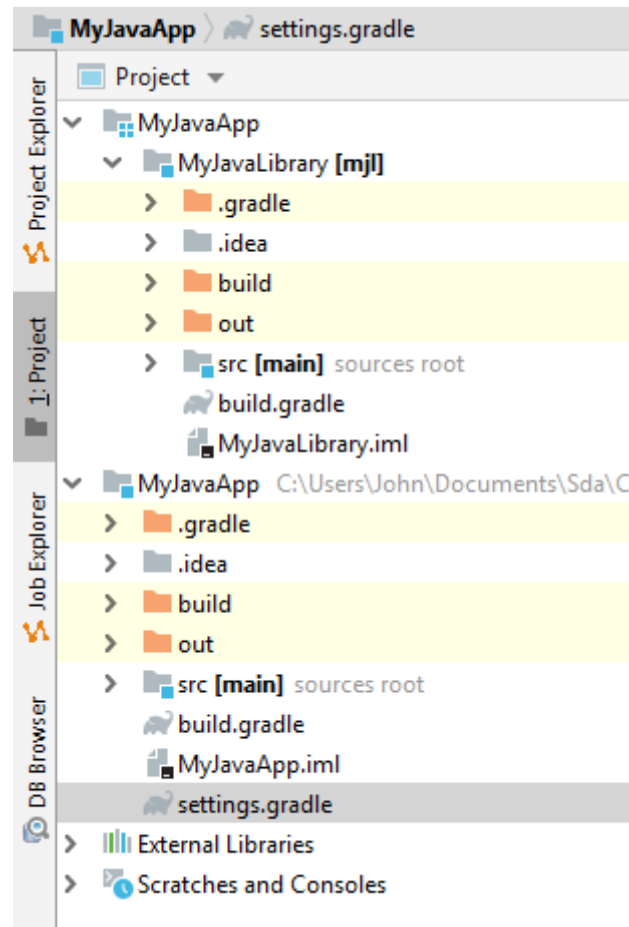 MyJavaApp settings.gradle
Project
MyJavaApp
MyJavaLibrary [mjl]
.gradle
.idea
build
out
src [main] sources root
build.gradle
MyJavaLibrary.iml
MyJavaApp C:\Users\John\Documents\Sda\C
.gradle
.idea
build
out
src [main] sources root
build.gradle
MyJavaApp.iml
settings.gradle
External Libraries
Scratches and Consoles
Project Explorer
1: Project
Job Explorer
DB Browser